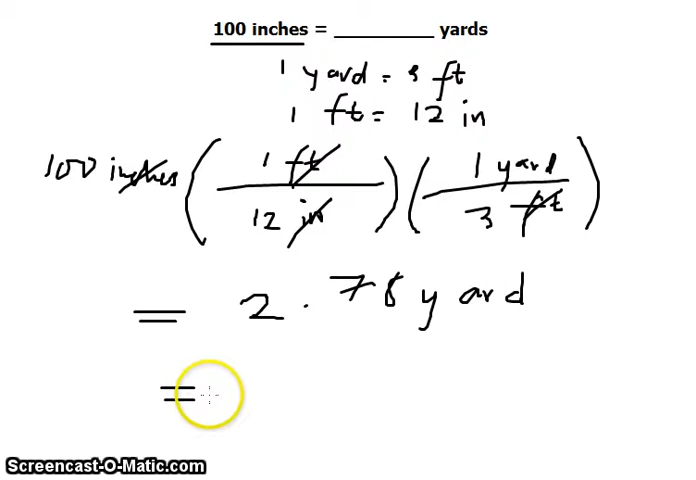 100 inches = __________ yards
1 yard = 3 ft
1 ft = 12 in
100 inches ( 1 ft / 12 in ) ( 1 yard / 3 ft )
= 2.78 yard
=
Screencast-O-Matic.com